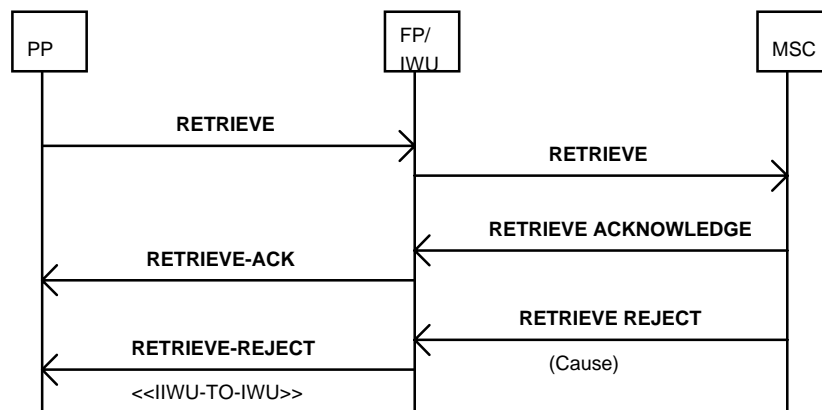 PP
FP/
IWU
MSC
RETRIEVE
RETRIEVE
RETRIEVE ACKNOWLEDGE
RETRIEVE-ACK
RETRIEVE REJECT
RETRIEVE-REJECT
(Cause)
<<IIWU-TO-IWU>>